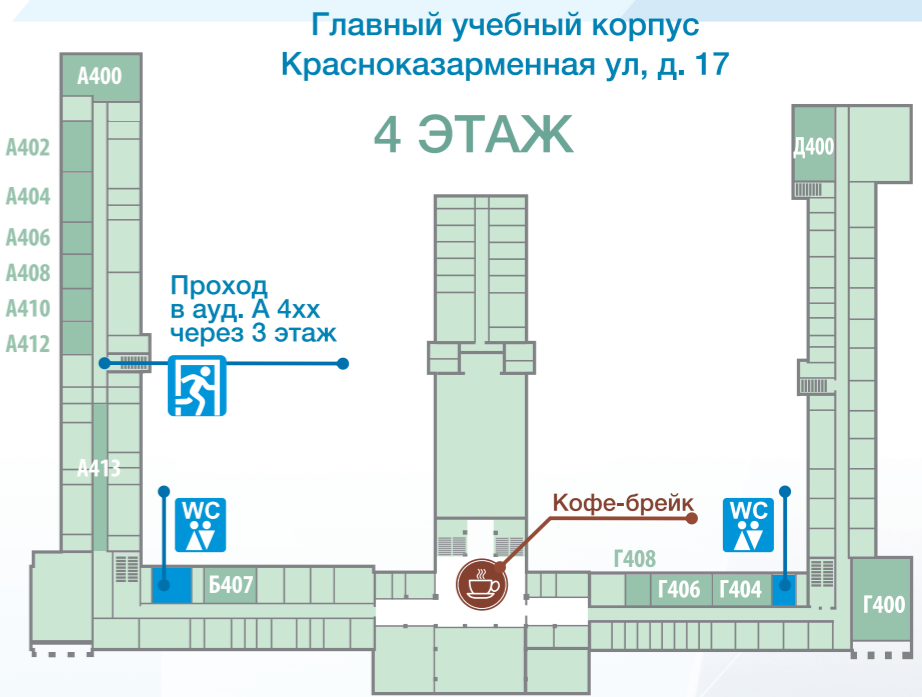 Главный учебный корпус
Красноказарменная ул, д. 17
4 ЭТАЖ
А400
Д400
А402
А404
А406
А408
А410
А412
Проход
в ауд. А 4хх
через 3 этаж
А413
WC
Кофе-брейк
WC
Г408
Б407
Г406
Г404
Г400